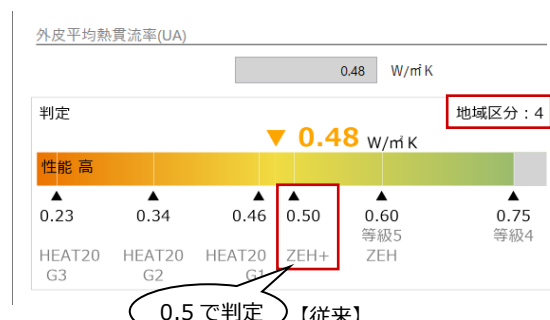 外皮平均熱貫流率(UA)
0.48 W/㎡K
判定
地域区分：4
▼ 0.48 W/㎡K
性能 高
▲ ▲ ▲ ▲ ▲ ▲
0.23 0.34 0.46 0.50 0.60 0.75
等級5 等級4
HEAT20 HEAT20 HEAT20 ZEH+ ZEH
G3 G2 G1
0.5で判定 【従来】